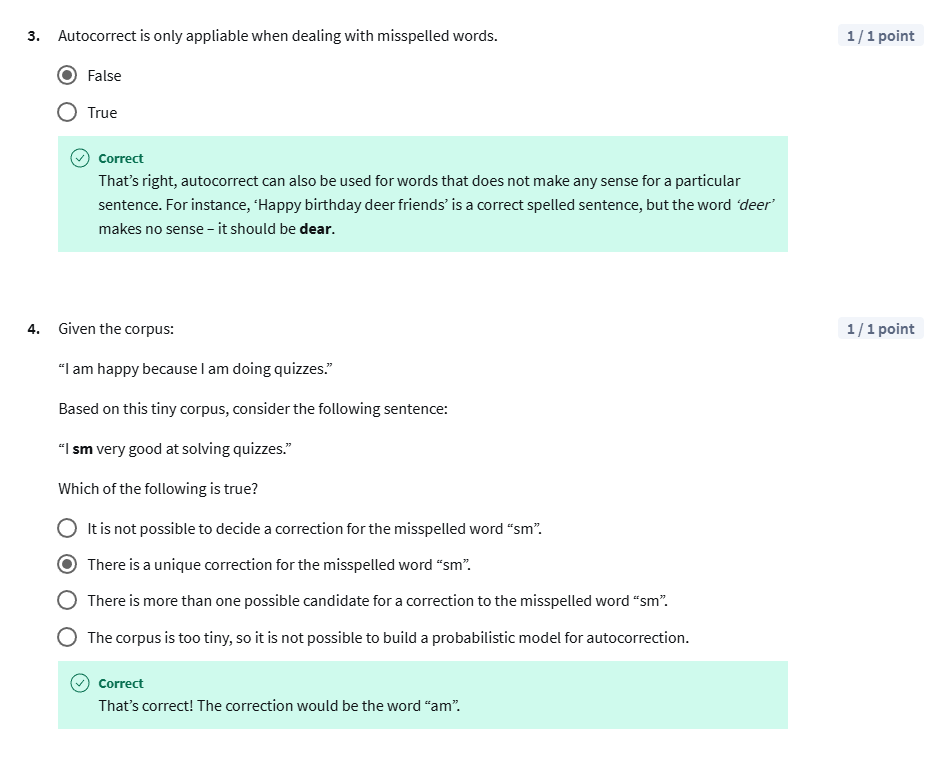 3. Autocorrect is only appliable when dealing with misspelled words.
1 / 1 point
False
True
Correct
That’s right, autocorrect can also be used for words that does not make any sense for a particular
sentence. For instance, ‘Happy birthday deer friends’ is a correct spelled sentence, but the word ‘deer’
makes no sense – it should be dear.
4. Given the corpus:
1 / 1 point
“I am happy because I am doing quizzes.”
Based on this tiny corpus, consider the following sentence:
“I sm very good at solving quizzes.”
Which of the following is true?
It is not possible to decide a correction for the misspelled word “sm”.
There is a unique correction for the misspelled word “sm”.
There is more than one possible candidate for a correction to the misspelled word “sm”.
The corpus is too tiny, so it is not possible to build a probabilistic model for autocorrection.
Correct
That’s correct! The correction would be the word “am”.